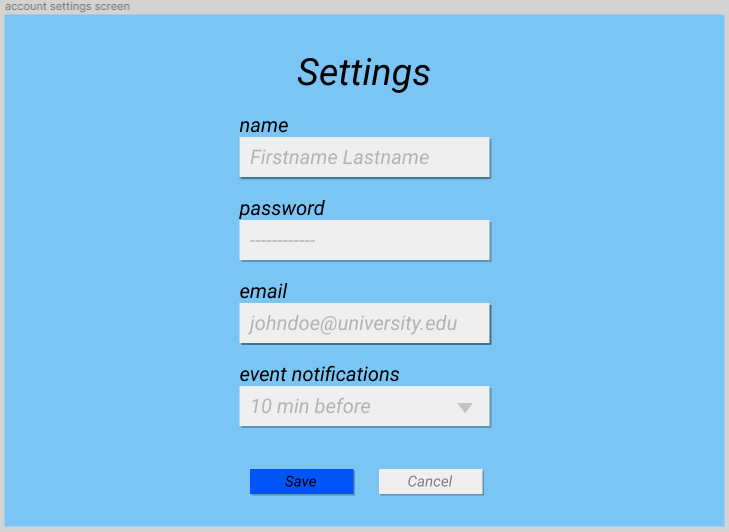 account settings screen
Settings
name
Firstname Lastname
password
------------
email
johndoe@university.edu
event notifications
10 min before
Save Cancel